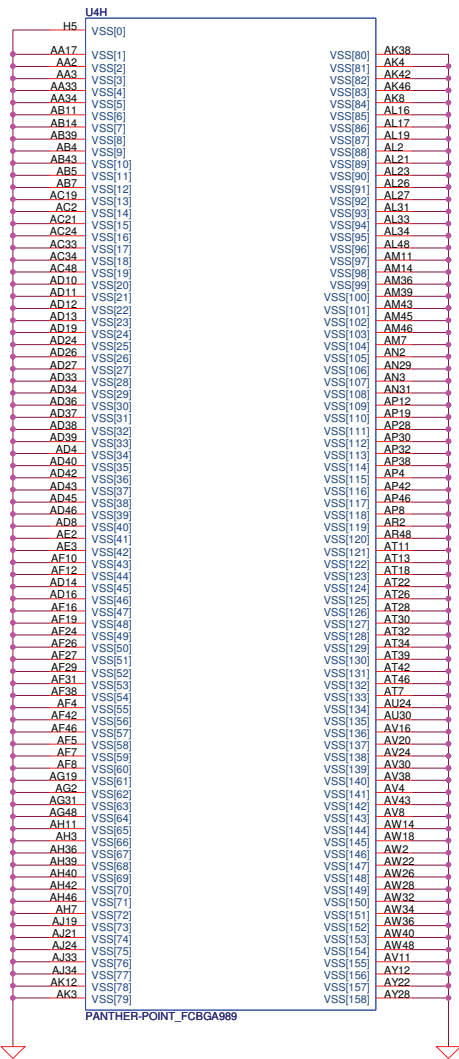 U4H
H5 VSS[0]
AA17 VSS[1] VSS[80] AK38
AA2 VSS[2] VSS[81] AK4
AA3 VSS[3] VSS[82] AK42
AA33 VSS[4] VSS[83] AK46
AA34 VSS[5] VSS[84] AK8
AB11 VSS[6] VSS[85] AL16
AB14 VSS[7] VSS[86] AL17
AB39 VSS[8] VSS[87] AL19
AB4 VSS[9] VSS[88] AL2
AB43 VSS[10] VSS[89] AL21
AB5 VSS[11] VSS[90] AL23
AB7 VSS[12] VSS[91] AL26
AC19 VSS[13] VSS[92] AL27
AC2 VSS[14] VSS[93] AL31
AC21 VSS[15] VSS[94] AL33
AC24 VSS[16] VSS[95] AL34
AC33 VSS[17] VSS[96] AL48
AC34 VSS[18] VSS[97] AM11
AC48 VSS[19] VSS[98] AM14
AD10 VSS[20] VSS[99] AM36
AD11 VSS[21] VSS[100] AM39
AD12 VSS[22] VSS[101] AM43
AD13 VSS[23] VSS[102] AM45
AD19 VSS[24] VSS[103] AM46
AD24 VSS[25] VSS[104] AM7
AD26 VSS[26] VSS[105] AN2
AD27 VSS[27] VSS[106] AN29
AD33 VSS[28] VSS[107] AN3
AD34 VSS[29] VSS[108] AN31
AD36 VSS[30] VSS[109] AP12
AD37 VSS[31] VSS[110] AP19
AD38 VSS[32] VSS[111] AP28
AD39 VSS[33] VSS[112] AP30
AD4 VSS[34] VSS[113] AP32
AD40 VSS[35] VSS[114] AP38
AD42 VSS[36] VSS[115] AP4
AD43 VSS[37] VSS[116] AP42
AD45 VSS[38] VSS[117] AP46
AD46 VSS[39] VSS[118] AP8
AD8 VSS[40] VSS[119] AR2
AE2 VSS[41] VSS[120] AR48
AE3 VSS[42] VSS[121] AT11
AF10 VSS[43] VSS[122] AT13
AF12 VSS[44] VSS[123] AT18
AD14 VSS[45] VSS[124] AT22
AD16 VSS[46] VSS[125] AT26
AF16 VSS[47] VSS[126] AT28
AF19 VSS[48] VSS[127] AT30
AF24 VSS[49] VSS[128] AT32
AF26 VSS[50] VSS[129] AT34
AF27 VSS[51] VSS[130] AT39
AF29 VSS[52] VSS[131] AT42
AF31 VSS[53] VSS[132] AT46
AF38 VSS[54] VSS[133] AT7
AF4 VSS[55] VSS[134] AU24
AF42 VSS[56] VSS[135] AU30
AF46 VSS[57] VSS[136] AV16
AF5 VSS[58] VSS[137] AV20
AF7 VSS[59] VSS[138] AV24
AF8 VSS[60] VSS[139] AV30
AG19 VSS[61] VSS[140] AV38
AG2 VSS[62] VSS[141] AV4
AG31 VSS[63] VSS[142] AV43
AG48 VSS[64] VSS[143] AV8
AH11 VSS[65] VSS[144] AW14
AH3 VSS[66] VSS[145] AW18
AH36 VSS[67] VSS[146] AW2
AH39 VSS[68] VSS[147] AW22
AH40 VSS[69] VSS[148] AW26
AH42 VSS[70] VSS[149] AW28
AH46 VSS[71] VSS[150] AW32
AH7 VSS[72] VSS[151] AW34
AJ19 VSS[73] VSS[152] AW36
AJ21 VSS[74] VSS[153] AW40
AJ24 VSS[75] VSS[154] AW48
AJ33 VSS[76] VSS[155] AV11
AJ34 VSS[77] VSS[156] AY12
AK12 VSS[78] VSS[157] AY22
AK3 VSS[79] VSS[158] AY28
PANTHER-POINT_FCBGA989